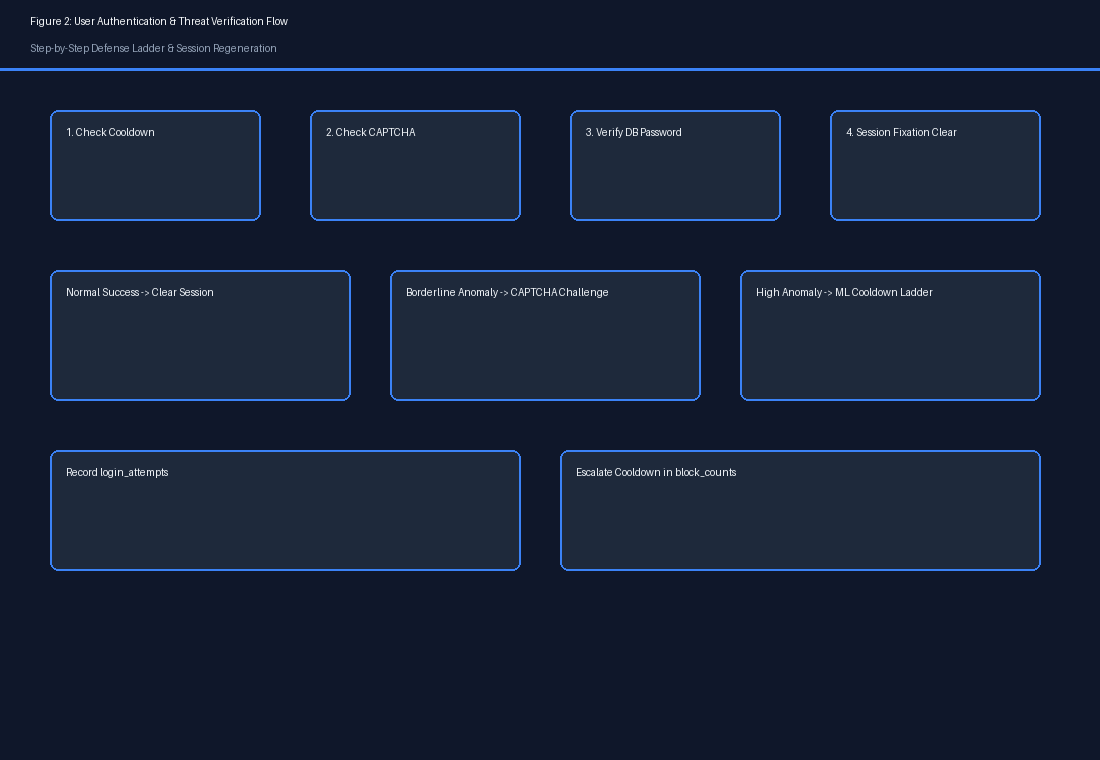 Figure 2: User Authentication & Threat Verification Flow
Step-by-Step Defense Ladder & Session Regeneration
1. Check Cooldown
2. Check CAPTCHA
3. Verify DB Password
4. Session Fixation Clear
Normal Success -> Clear Session
Borderline Anomaly -> CAPTCHA Challenge
High Anomaly -> ML Cooldown Ladder
Record login_attempts
Escalate Cooldown in block_counts